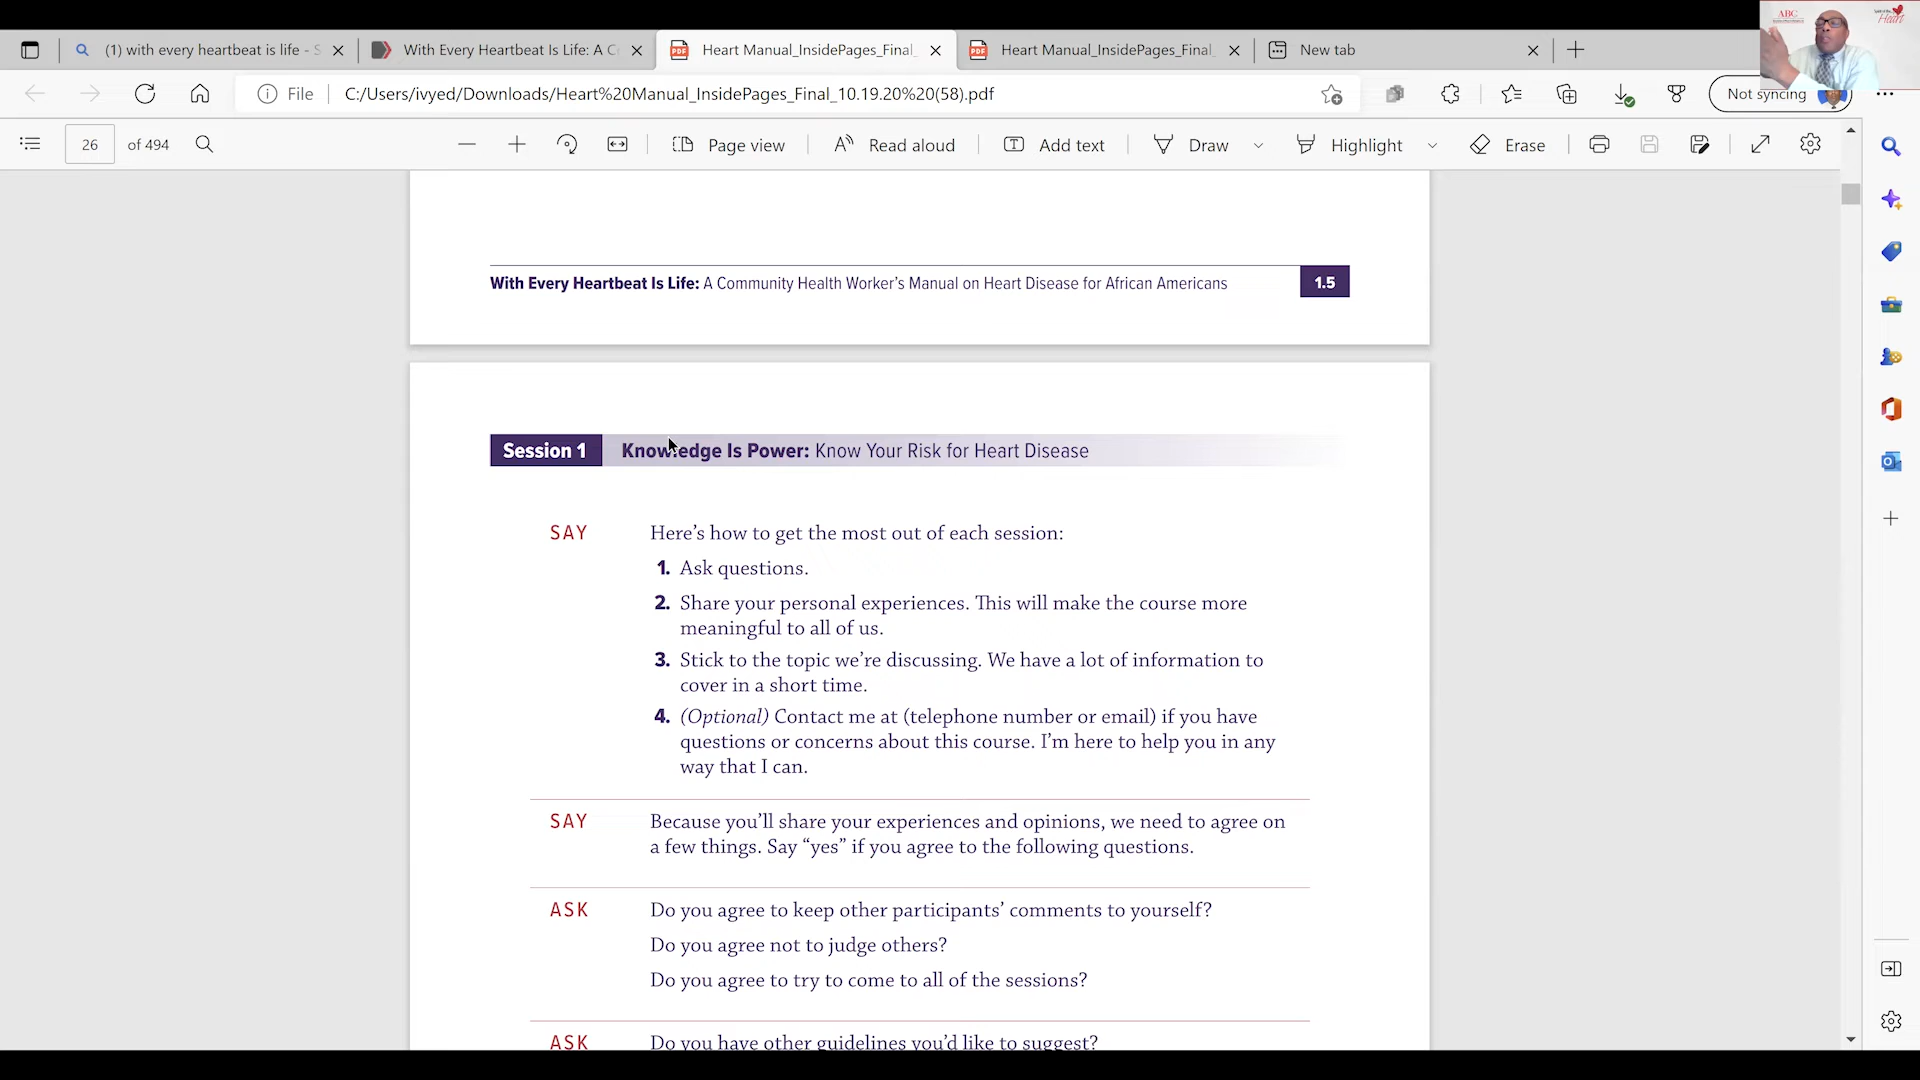 (1) with every heartbeat is life - S
With Every Heartbeat Is Life: A C
Heart Manual_InsidePages_Final_
Heart Manual_InsidePages_Final_
New tab
File
C:/Users/ivyed/Downloads/Heart%20Manual_InsidePages_Final_10.19.20%20(58).pdf
Not syncing
ABC
Heart
26 of 494
Page view
Read aloud
Add text
Draw
Highlight
Erase
With Every Heartbeat Is Life: A Community Health Worker’s Manual on Heart Disease for African Americans
1.5
Session 1 Knowledge Is Power: Know Your Risk for Heart Disease
SAY Here’s how to get the most out of each session:
1. Ask questions.
2. Share your personal experiences. This will make the course more
meaningful to all of us.
3. Stick to the topic we’re discussing. We have a lot of information to
cover in a short time.
4. (Optional) Contact me at (telephone number or email) if you have
questions or concerns about this course. I’m here to help you in any
way that I can.
SAY Because you’ll share your experiences and opinions, we need to agree on
a few things. Say “yes” if you agree to the following questions.
ASK Do you agree to keep other participants’ comments to yourself?
Do you agree not to judge others?
Do you agree to try to come to all of the sessions?
ASK Do you have other guidelines you’d like to suggest?